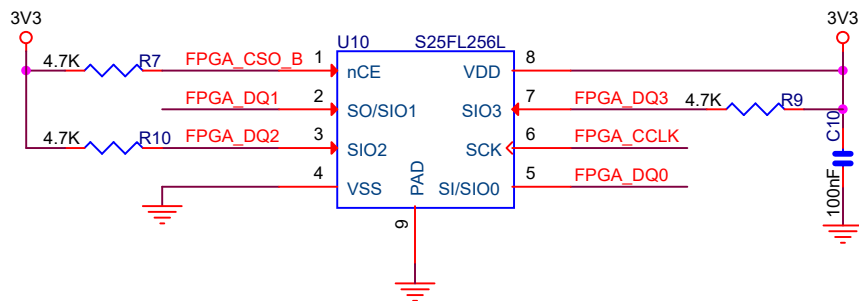 3V3
3V3
U10
S25FL256L
4.7K
R7
FPGA_CSO_B
1
nCE
VDD
8
FPGA_DQ1
2
SO/SIO1
SIO3
7
FPGA_DQ3
4.7K
R9
4.7K
R10
FPGA_DQ2
3
SIO2
SCK
6
FPGA_CCLK
4
VSS
PAD
SI/SIO0
5
FPGA_DQ0
9
C10
100nF